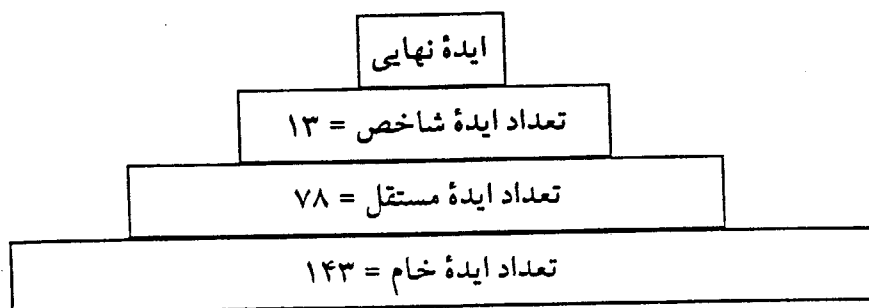 ایدهٔ نهایی
تعداد ایدهٔ شاخص = ۱۳
تعداد ایدهٔ مستقل = ۷۸
تعداد ایدهٔ خام = ۱۴۳